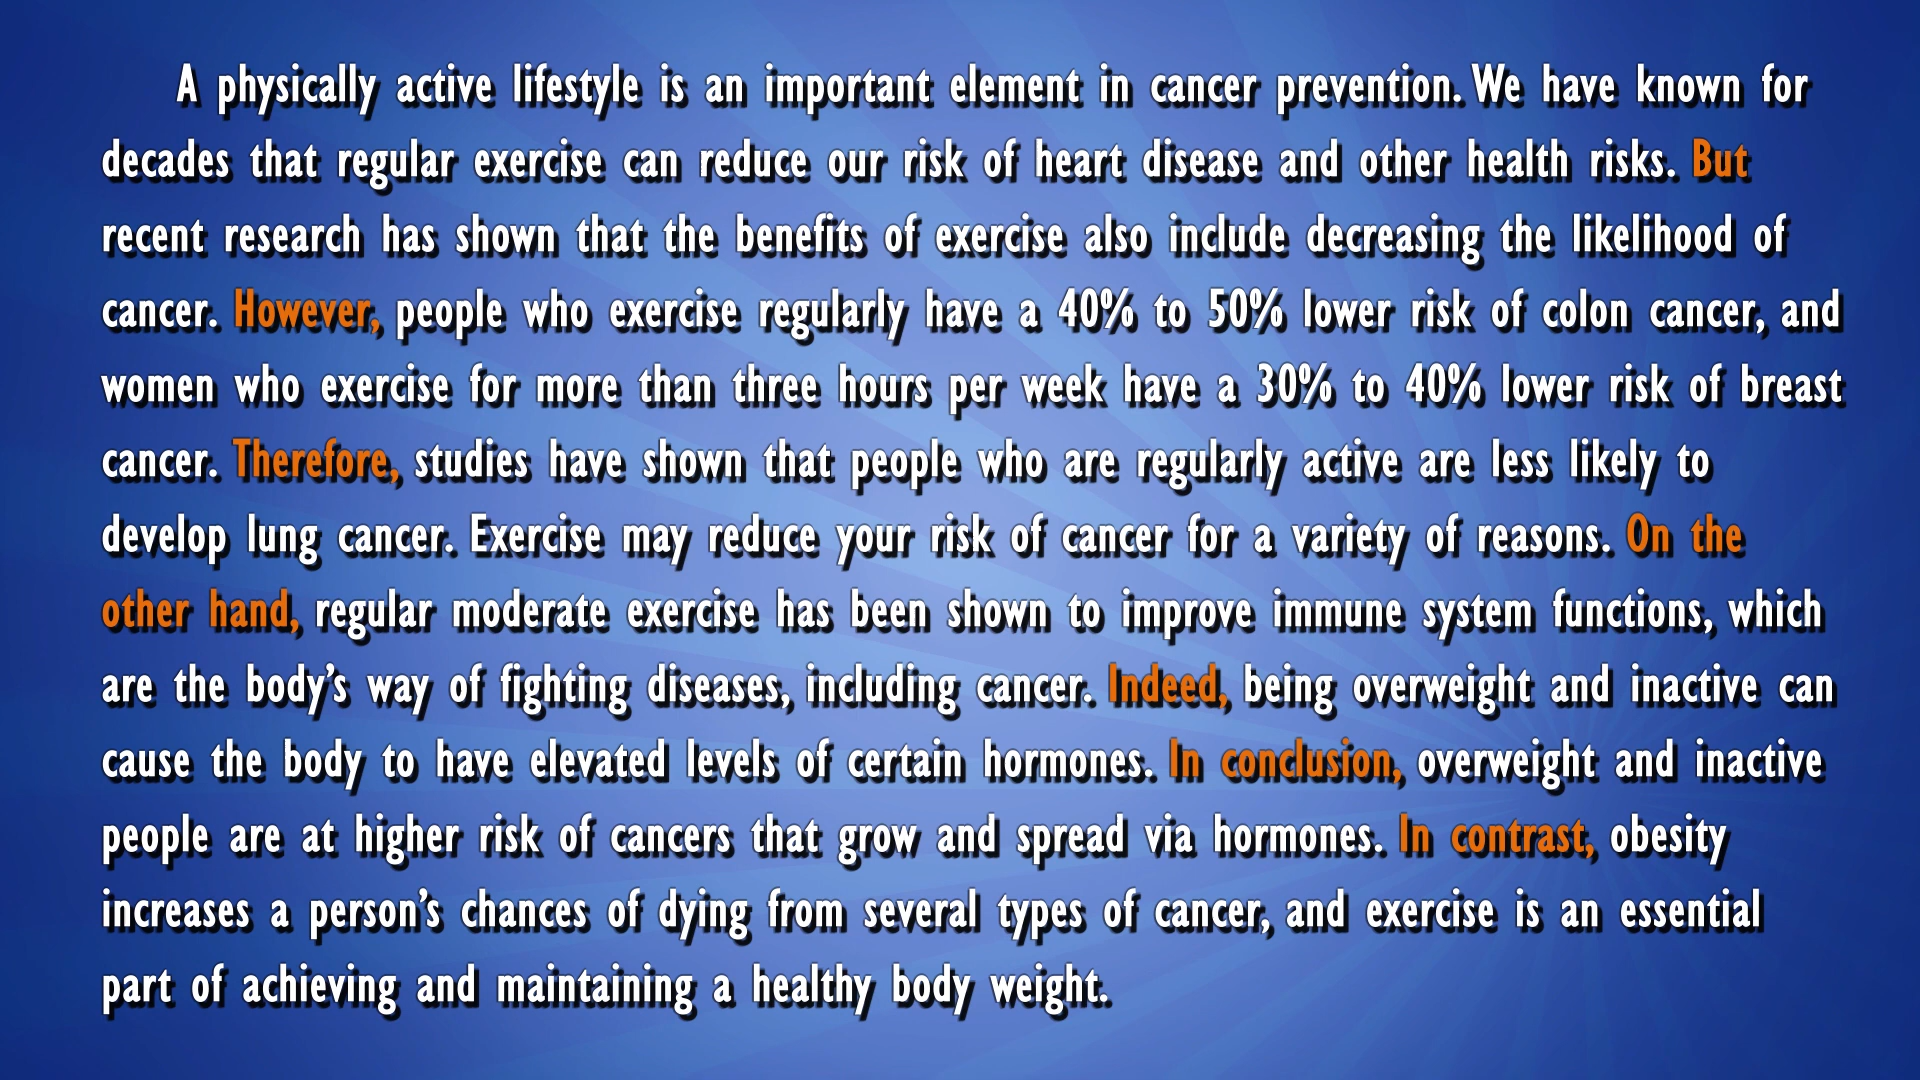 A physically active lifestyle is an important element in cancer prevention. We have known for
decades that regular exercise can reduce our risk of heart disease and other health risks. But
recent research has shown that the benefits of exercise also include decreasing the likelihood of
cancer. However, people who exercise regularly have a 40% to 50% lower risk of colon cancer, and
women who exercise for more than three hours per week have a 30% to 40% lower risk of breast
cancer. Therefore, studies have shown that people who are regularly active are less likely to
develop lung cancer. Exercise may reduce your risk of cancer for a variety of reasons. On the
other hand, regular moderate exercise has been shown to improve immune system functions, which
are the body’s way of fighting diseases, including cancer. Indeed, being overweight and inactive can
cause the body to have elevated levels of certain hormones. In conclusion, overweight and inactive
people are at higher risk of cancers that grow and spread via hormones. In contrast, obesity
increases a person’s chances of dying from several types of cancer, and exercise is an essential
part of achieving and maintaining a healthy body weight.